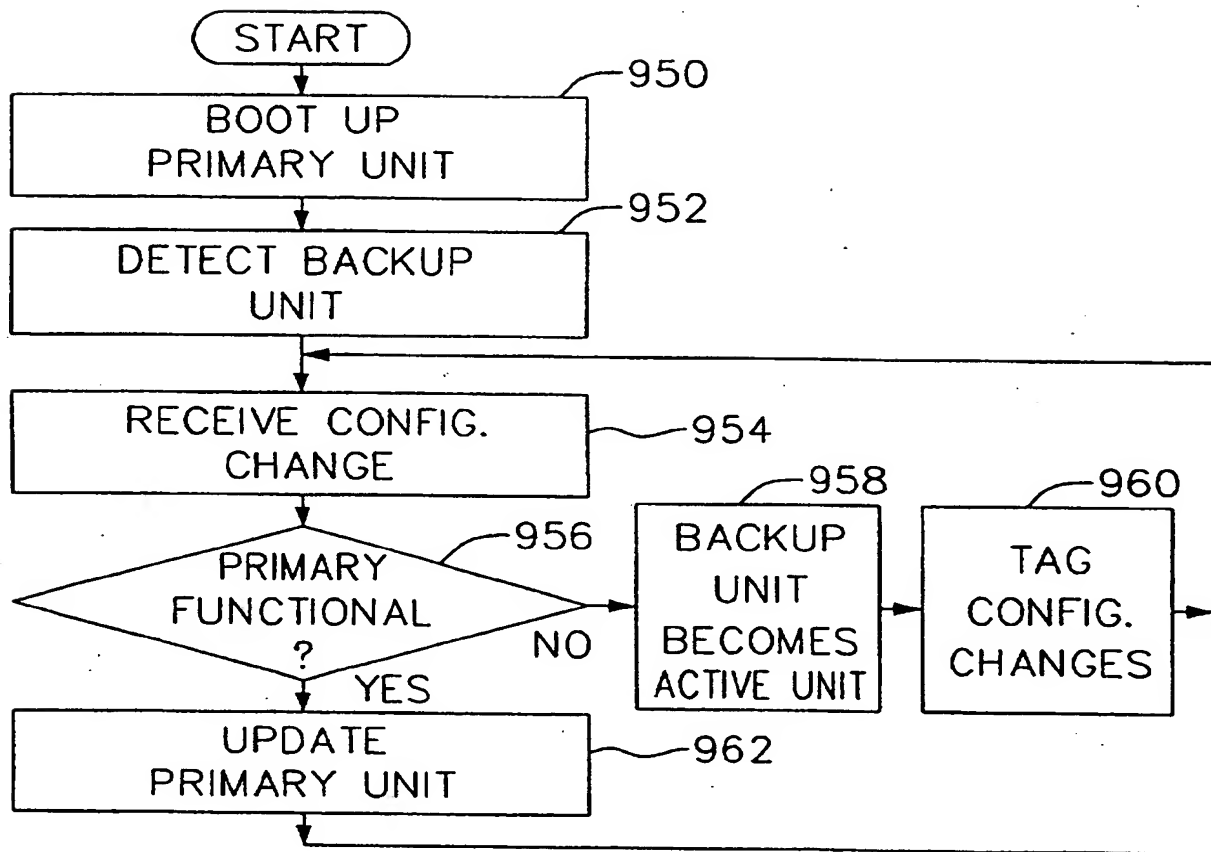 START
950
BOOT UP
PRIMARY UNIT
952
DETECT BACKUP
UNIT
RECEIVE CONFIG.
CHANGE
954
956
PRIMARY
FUNCTIONAL
?
NO
YES
958
BACKUP
UNIT
BECOMES
ACTIVE UNIT
960
TAG
CONFIG.
CHANGES
UPDATE
PRIMARY UNIT
962